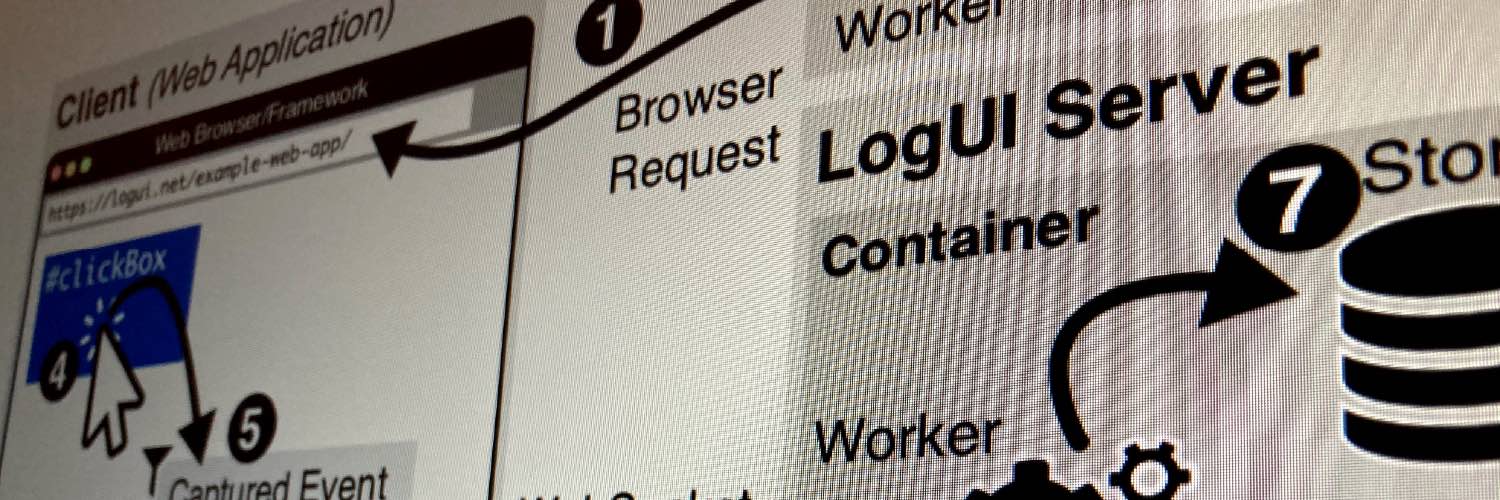 Client (Web Application)
Web Browser/Framework
https://logui.net/example-web-app/
#clickBox
4
5
Captured Event
1
Browser
Request
Worker
LogUI Server
Container
7
Worker